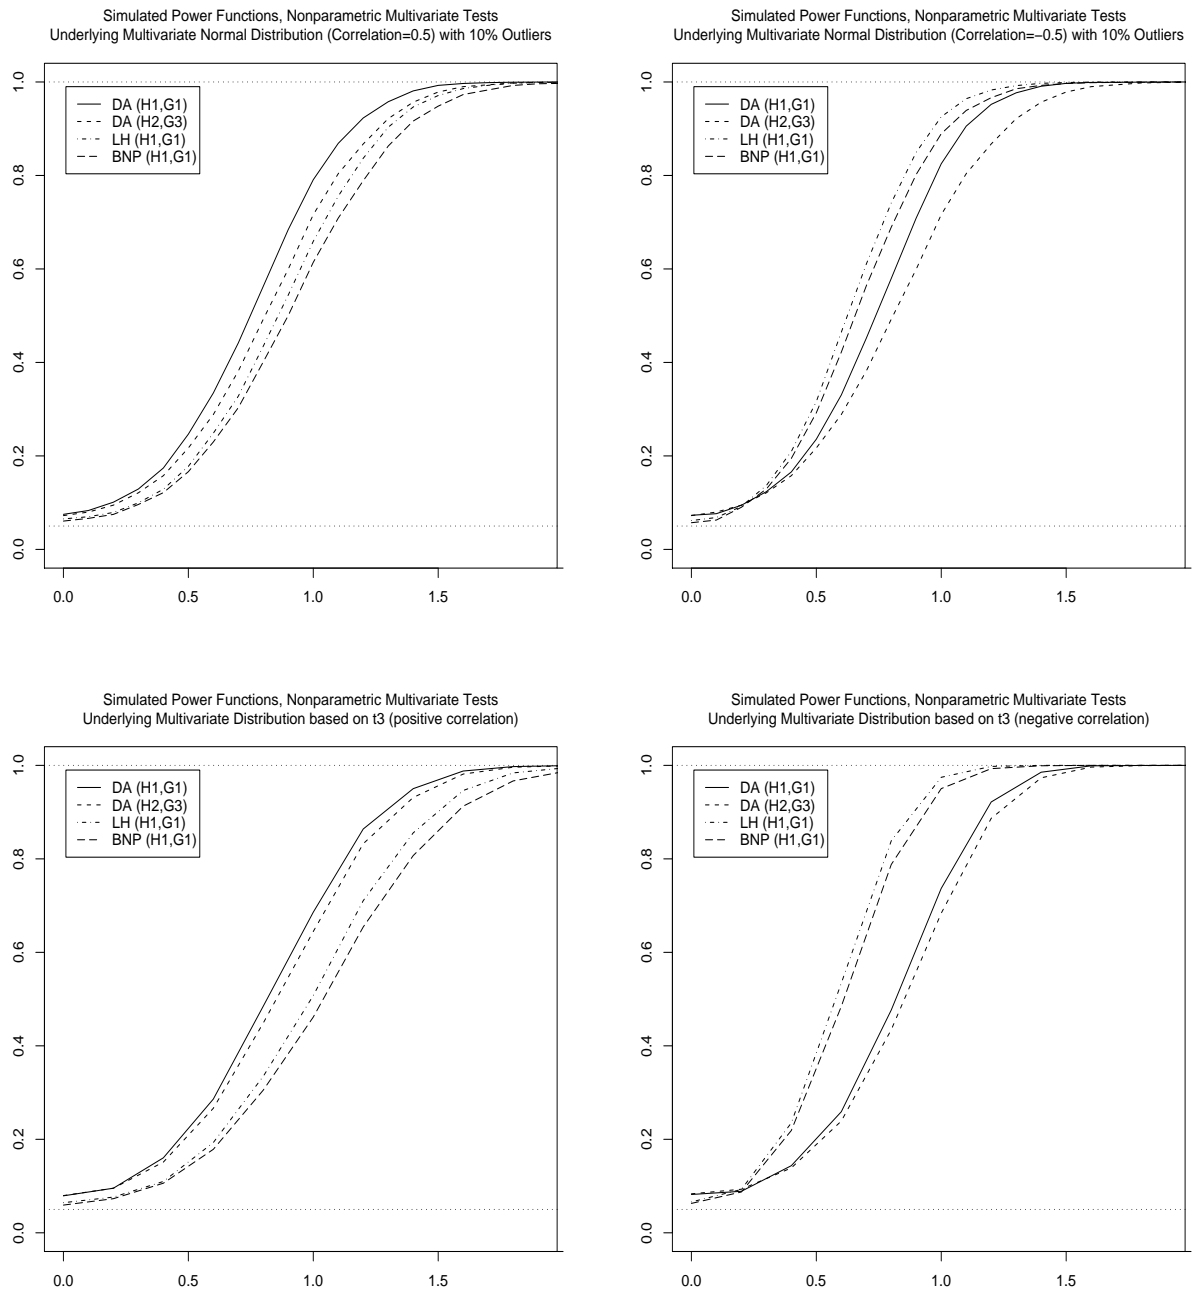 Simulated Power Functions, Nonparametric Multivariate Tests
Underlying Multivariate Normal Distribution (Correlation=0.5) with 10% Outliers
1.0
0.8
0.6
0.4
0.2
0.0
DA (H1,G1)
DA (H2,G3)
LH (H1,G1)
BNP (H1,G1)
0.0 0.5 1.0 1.5
Simulated Power Functions, Nonparametric Multivariate Tests
Underlying Multivariate Normal Distribution (Correlation=−0.5) with 10% Outliers
1.0
0.8
0.6
0.4
0.2
0.0
DA (H1,G1)
DA (H2,G3)
LH (H1,G1)
BNP (H1,G1)
0.0 0.5 1.0 1.5
Simulated Power Functions, Nonparametric Multivariate Tests
Underlying Multivariate Distribution based on t3 (positive correlation)
1.0
0.8
0.6
0.4
0.2
0.0
DA (H1,G1)
DA (H2,G3)
LH (H1,G1)
BNP (H1,G1)
0.0 0.5 1.0 1.5
Simulated Power Functions, Nonparametric Multivariate Tests
Underlying Multivariate Distribution based on t3 (negative correlation)
1.0
0.8
0.6
0.4
0.2
0.0
DA (H1,G1)
DA (H2,G3)
LH (H1,G1)
BNP (H1,G1)
0.0 0.5 1.0 1.5